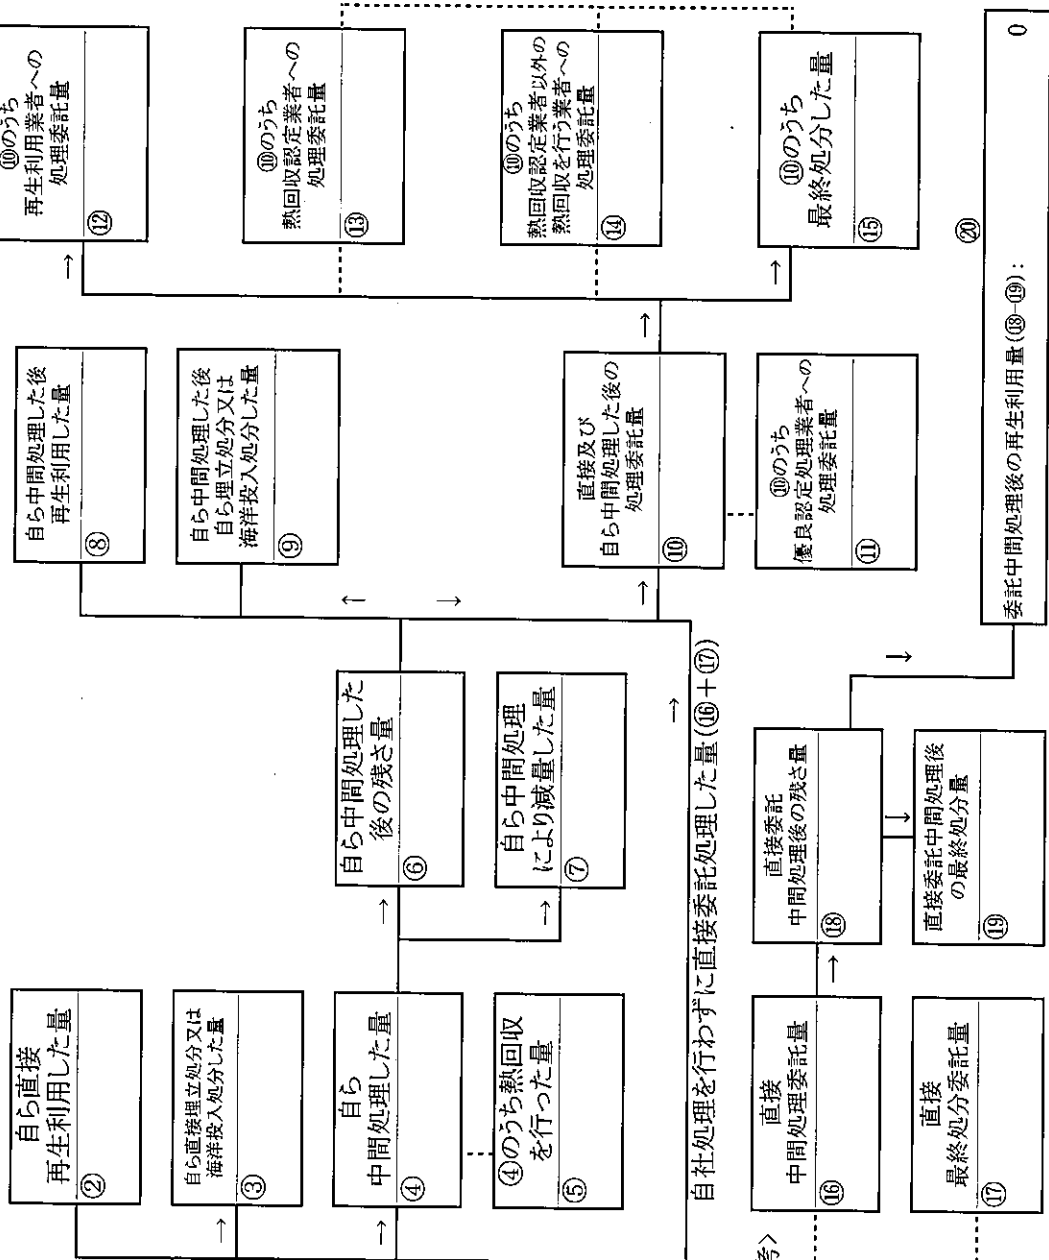 自ら直接
再生利用した量
②
自ら直接埋立処分又は
海洋投入処分した量
③
自ら
中間処理した量
④
④のうち熱回収
を行った量
⑤
自ら中間処理した
後の残さ量
⑥
自ら中間処理
により減量した量
⑦
自ら中間処理した後
再生利用した量
⑧
自ら中間処理した後
自ら埋立処分又は
海洋投入処分した量
⑨
直接及び
自ら中間処理した後の
処理委託量
⑩
⑩のうち
優良認定処理業者への
処理委託量
⑪
⑩のうち
再生利用業者への
処理委託量
⑫
⑩のうち
熱回収認定業者への
処理委託量
⑬
⑩のうち
熱回収認定業者以外の
熱回収を行う業者への
処理委託量
⑭
⑩のうち
最終処分した量
⑮
自社処理を行わずに直接委託処理した量(⑯+⑰)
考>
直接
中間処理委託量
⑯
直接
最終処分委託量
⑰
直接委託
中間処理後の残さ量
⑱
直接委託中間処理後
の最終処分量
⑲
⑳
委託中間処理後の再生利用量(⑱-⑲): 0